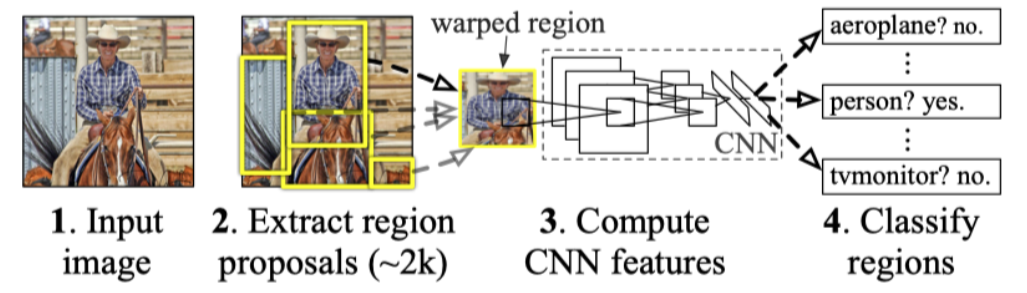 warped region
aeroplane? no.
person? yes.
CNN
tvmonitor? no.
1. Input image
2. Extract region proposals (~2k)
3. Compute CNN features
4. Classify regions